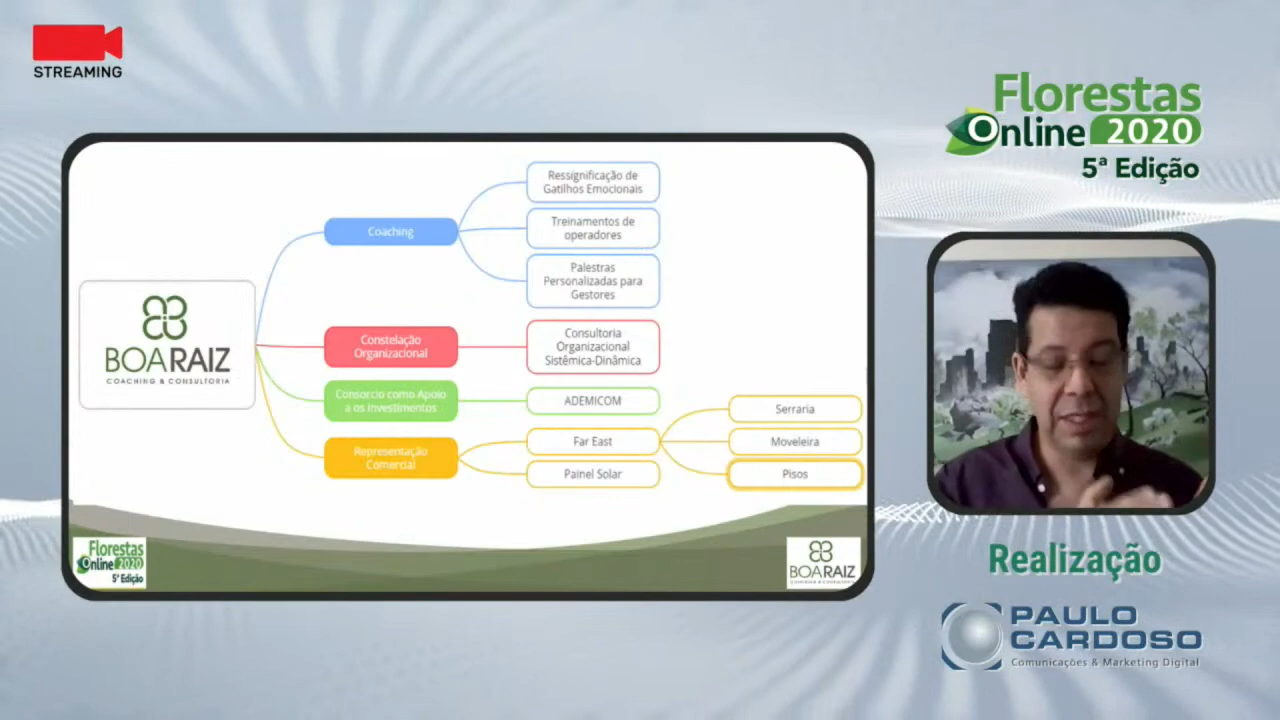 STREAMING
Florestas
Online 2020
5ª Edição
Ressignificação de
Gatilhos Emocionais
Coaching
Treinamentos de
operadores
Palestras
Personalizadas para
Gestores
BOARAIZ
COACHING & CONSULTORIA
Constelação
Organizacional
Consultoria
Organizacional
Sistêmica-Dinâmica
Consorcio como Apoio
a os Investimentos
ADEMICOM
Representação
Comercial
Far East
Painel Solar
Serraria
Moveleira
Pisos
Florestas
Online 2020
5ª Edição
BOARAIZ
COACHING & CONSULTORIA
Realização
PAULO
CARDOSO
Comunicações & Marketing Digital